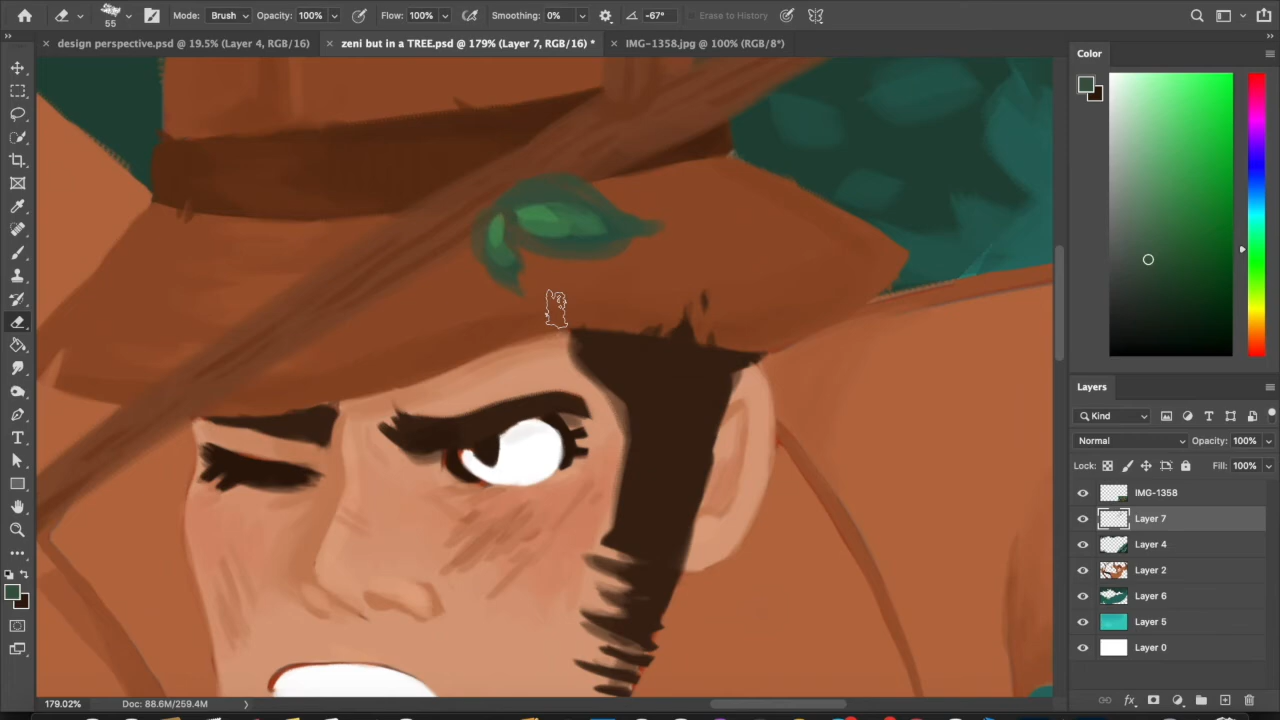 55 Mode: Brush Opacity: 100% Flow: 100% Smoothing: 0% -67° Erase to History
design perspective.psd @ 19.5% (Layer 4, RGB/16) zeni but in a TREE.psd @ 179% (Layer 7, RGB/16) * IMG-1358.jpg @ 100% (RGB/8*)
Color
Layers
Kind
Normal Opacity: 100%
Lock: Fill: 100%
IMG-1358
Layer 7
Layer 4
Layer 2
Layer 6
Layer 5
Layer 0
179.02% Doc: 88.6M/259.4M